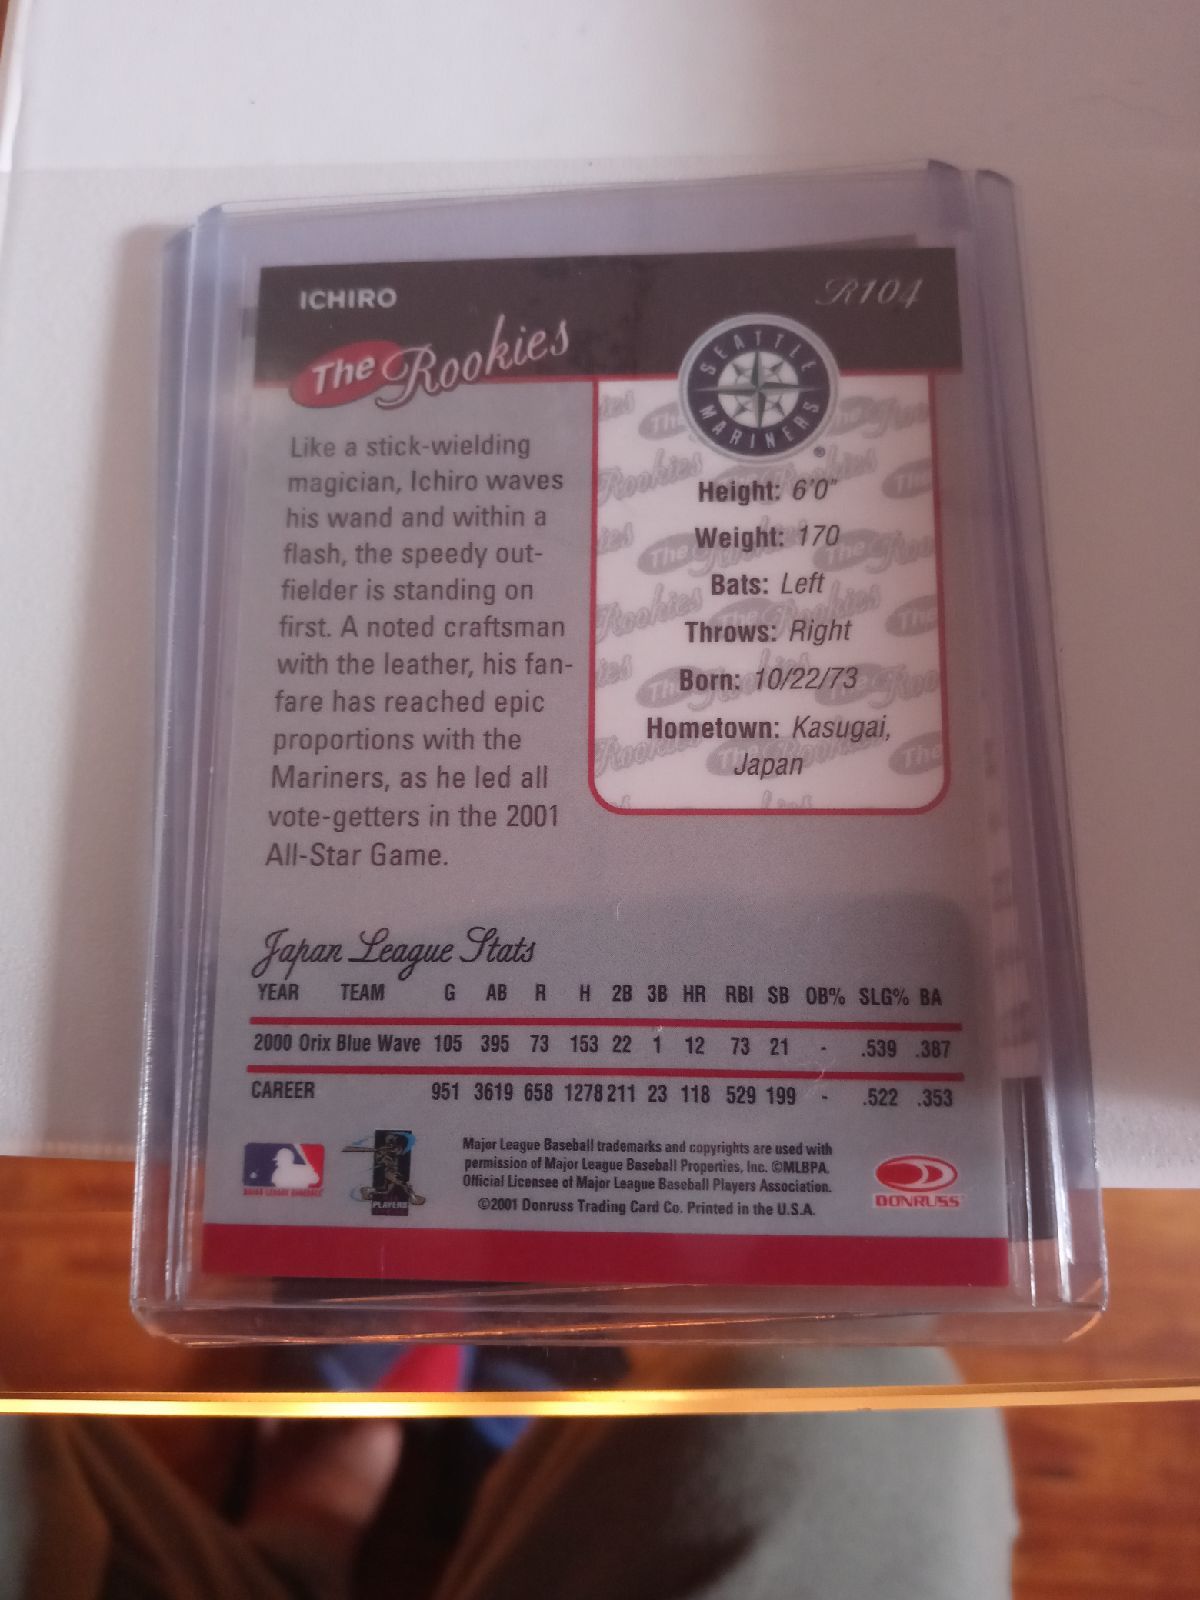 ICHIRO
R104
The Rookies
SEATTLE
MARINERS
®
Like a stick-wielding
magician, Ichiro waves
his wand and within a
flash, the speedy out-
fielder is standing on
first. A noted craftsman
with the leather, his fan-
fare has reached epic
proportions with the
Mariners, as he led all
vote-getters in the 2001
All-Star Game.
Height: 6'0"
Weight: 170
Bats: Left
Throws: Right
Born: 10/22/73
Hometown: Kasugai,
Japan
Japan League Stats
YEAR TEAM G AB R H 2B 3B HR RBI SB OB% SLG% BA
2000 Orix Blue Wave 105 395 73 153 22 1 12 73 21 - .539 .387
CAREER 951 3619 658 1278 211 23 118 529 199 - .522 .353
Major League Baseball trademarks and copyrights are used with
permission of Major League Baseball Properties, Inc. ©MLBPA.
Official Licensee of Major League Baseball Players Association.
©2001 Donruss Trading Card Co. Printed in the U.S.A.
MAJOR LEAGUE BASEBALL
PLAYERS
DONRUSS